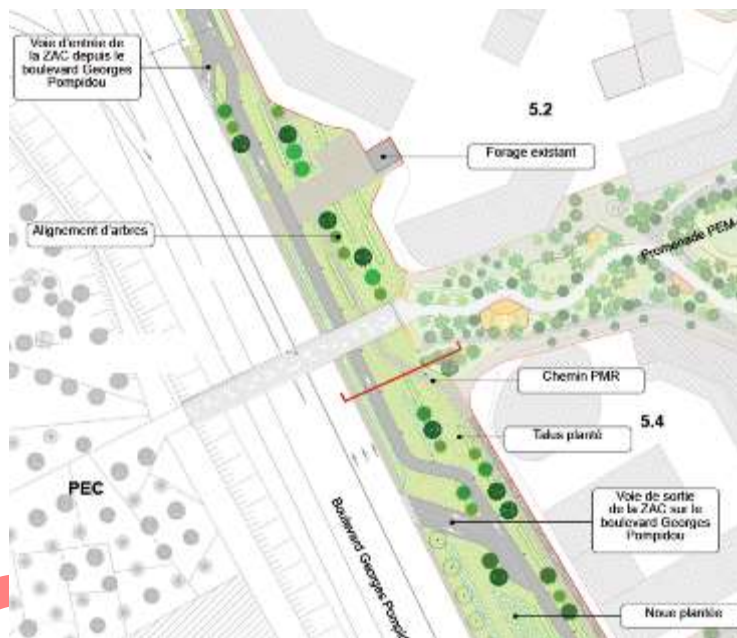 Voie d'entrée de
la ZAC depuis le
boulevard Georges
Pompidou
5.2
Forage existant
Alignement d'arbres
Promenade PEM-
Chemin PMR
Talus planté
5.4
PEC
Voie de sortie
de la ZAC sur le
boulevard Georges
Pompidou
Boulevard Georges Pompid
Noue plantée